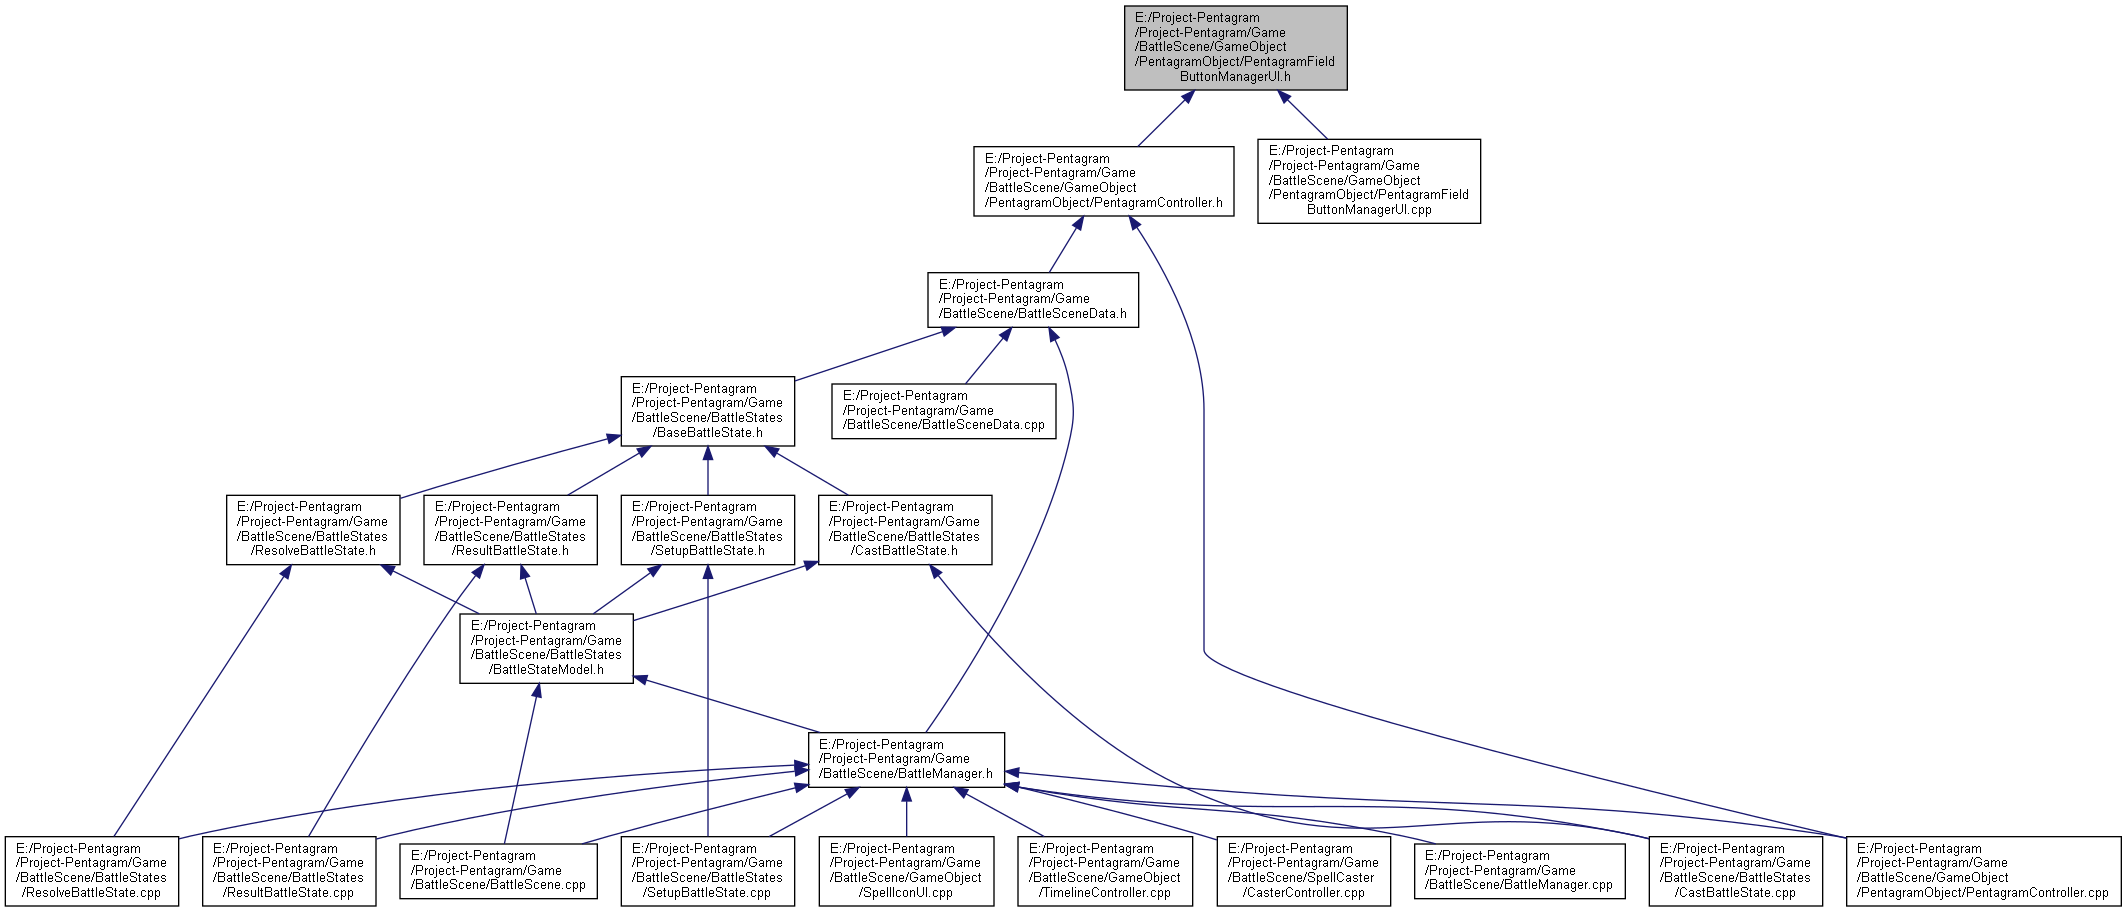 E:/Project-Pentagram
/Project-Pentagram/Game
/BattleScene/GameObject
/PentagramObject/PentagramField
ButtonManagerUI.h
E:/Project-Pentagram
/Project-Pentagram/Game
/BattleScene/GameObject
/PentagramObject/PentagramController.h
E:/Project-Pentagram
/Project-Pentagram/Game
/BattleScene/GameObject
/PentagramObject/PentagramField
ButtonManagerUI.cpp
E:/Project-Pentagram
/Project-Pentagram/Game
/BattleScene/BattleSceneData.h
E:/Project-Pentagram
/Project-Pentagram/Game
/BattleScene/BattleStates
/BaseBattleState.h
E:/Project-Pentagram
/Project-Pentagram/Game
/BattleScene/BattleSceneData.cpp
E:/Project-Pentagram
/Project-Pentagram/Game
/BattleScene/BattleStates
/ResolveBattleState.h
E:/Project-Pentagram
/Project-Pentagram/Game
/BattleScene/BattleStates
/ResultBattleState.h
E:/Project-Pentagram
/Project-Pentagram/Game
/BattleScene/BattleStates
/SetupBattleState.h
E:/Project-Pentagram
/Project-Pentagram/Game
/BattleScene/BattleStates
/CastBattleState.h
E:/Project-Pentagram
/Project-Pentagram/Game
/BattleScene/BattleStates
/BattleStateModel.h
E:/Project-Pentagram
/Project-Pentagram/Game
/BattleScene/BattleManager.h
E:/Project-Pentagram
/Project-Pentagram/Game
/BattleScene/BattleStates
/ResolveBattleState.cpp
E:/Project-Pentagram
/Project-Pentagram/Game
/BattleScene/BattleStates
/ResultBattleState.cpp
E:/Project-Pentagram
/Project-Pentagram/Game
/BattleScene/BattleScene.cpp
E:/Project-Pentagram
/Project-Pentagram/Game
/BattleScene/BattleStates
/SetupBattleState.cpp
E:/Project-Pentagram
/Project-Pentagram/Game
/BattleScene/GameObject
/SpellIconUI.cpp
E:/Project-Pentagram
/Project-Pentagram/Game
/BattleScene/GameObject
/TimelineController.cpp
E:/Project-Pentagram
/Project-Pentagram/Game
/BattleScene/SpellCaster
/CasterController.cpp
E:/Project-Pentagram
/Project-Pentagram/Game
/BattleScene/BattleManager.cpp
E:/Project-Pentagram
/Project-Pentagram/Game
/BattleScene/BattleStates
/CastBattleState.cpp
E:/Project-Pentagram
/Project-Pentagram/Game
/BattleScene/GameObject
/PentagramObject/PentagramController.cpp